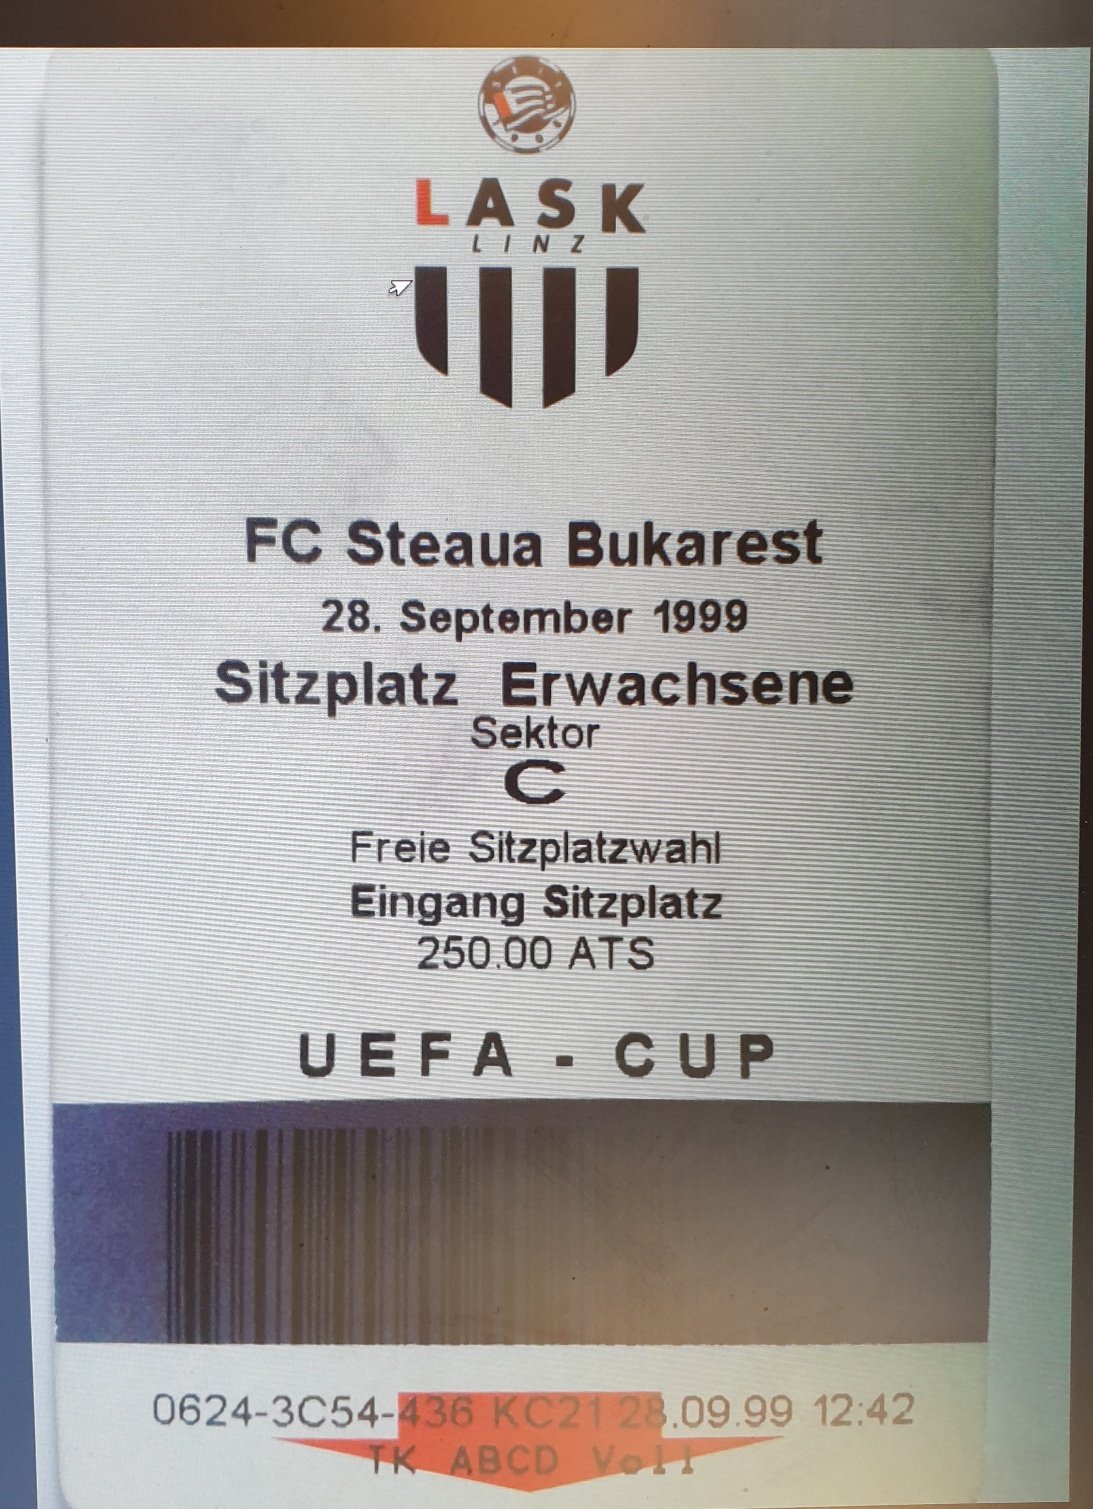 LASK
LINZ
FC Steaua Bukarest
28. September 1999
Sitzplatz Erwachsene
Sektor
C
Freie Sitzplatzwahl
Eingang Sitzplatz
250.00 ATS
UEFA - CUP
0624-3C54-436 KC21 28.09.99 12:42
TK ABCD Voll